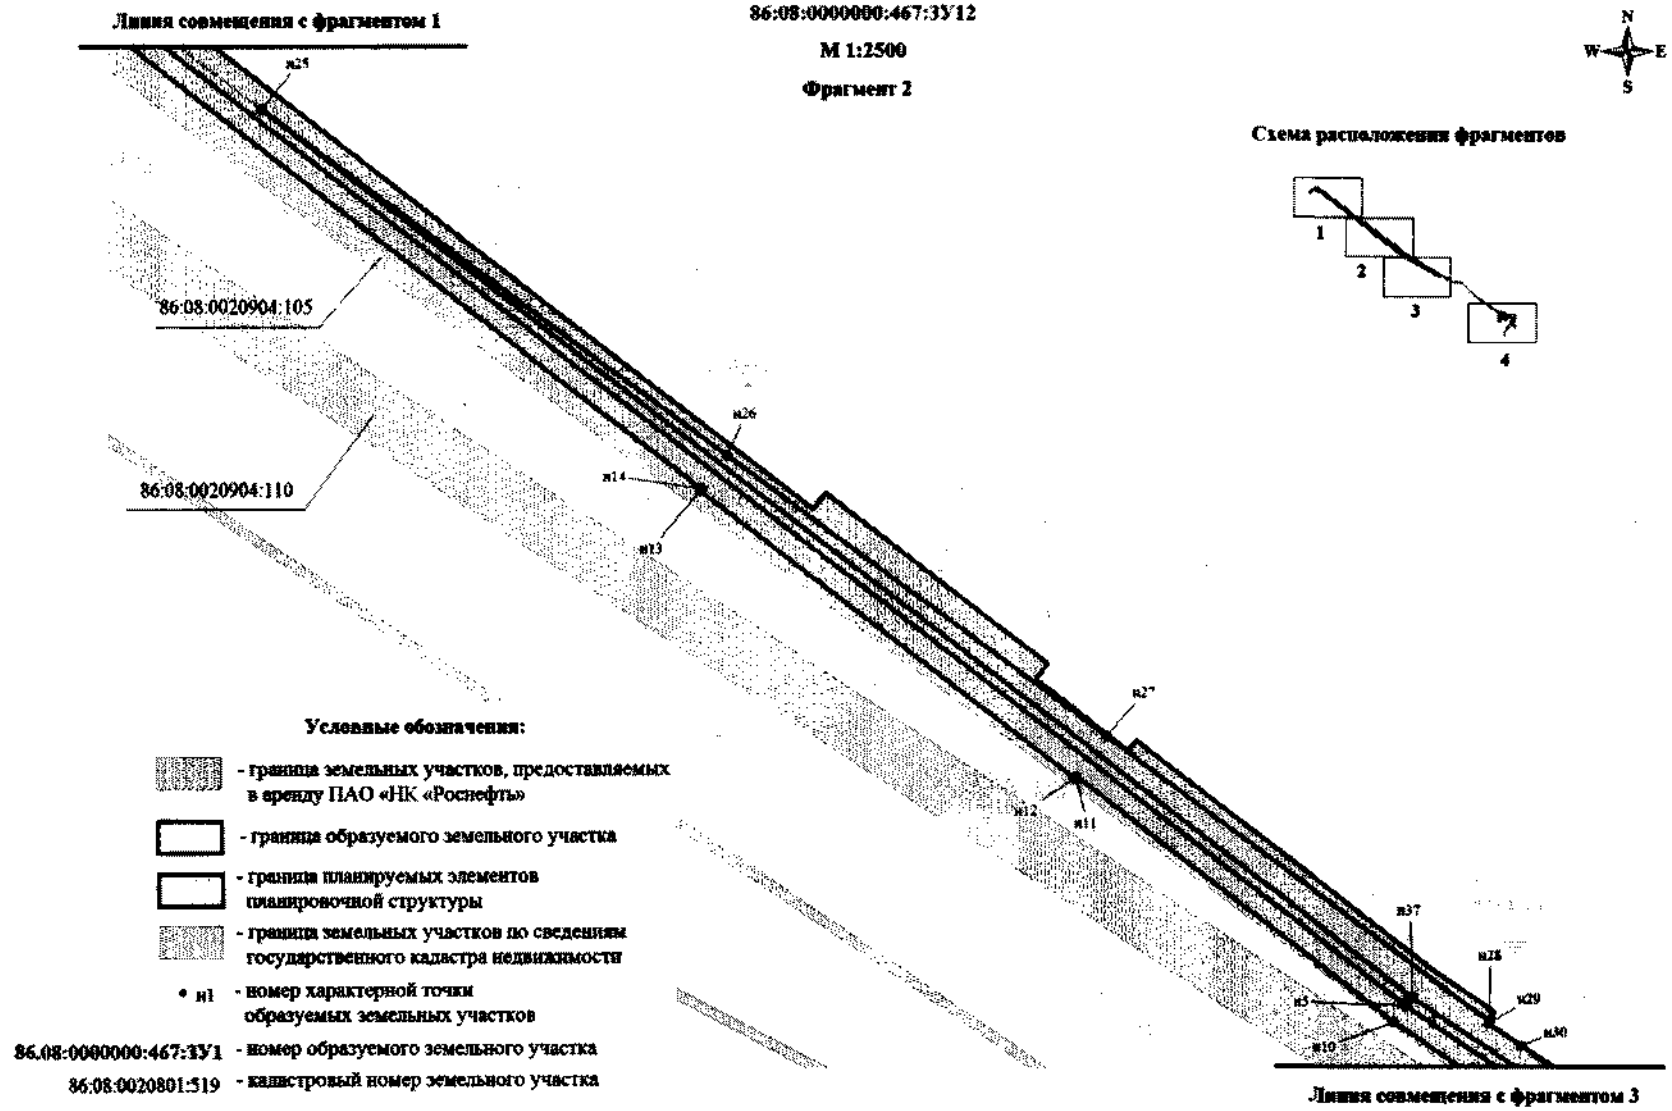 Линия совмещения с фрагментом 1
86:08:0000000:467:ЗУ12
М 1:2500
Фрагмент 2
N
W
E
S
Схема расположения фрагментов
1
2
3
4
н25
86:08:0020904:105
н26
н14
86:08:0020904:110
н13
н27
н12
н11
н37
н28
н5
н29
н10
н30
Условные обозначения:
- граница земельных участков, предоставляемых
в аренду ПАО «НК «Роснефть»
- граница образуемого земельного участка
- граница планируемых элементов
планировочной структуры
- граница земельных участков по сведениям
государственного кадастра недвижимости
н1 - номер характерной точки
образуемых земельных участков
86:08:0000000:467:ЗУ1 - номер образуемого земельного участка
86:08:0020801:519 - кадастровый номер земельного участка
Линия совмещения с фрагментом 3